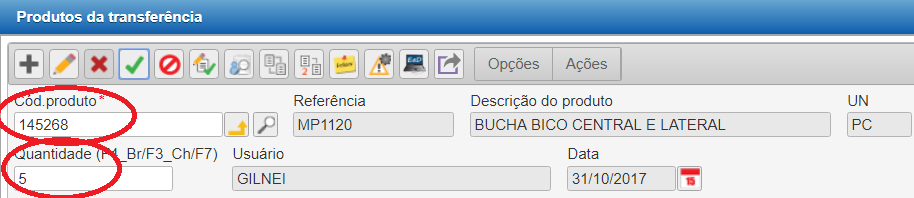 Produtos da transferência
Opções Ações
Cód.produto* Referência Descrição do produto UN
145268 MP1120 BUCHA BICO CENTRAL E LATERAL PC
Quantidade (F4_Br/F3_Ch/F7) Usuário Data
5 GILNEI 31/10/2017 15